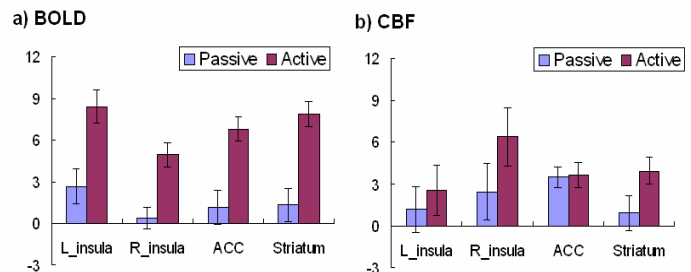 a) BOLD
Passive Active
12
9
6
3
0
-3
L_insula R_insula ACC Striatum
b) CBF
Passive Active
12
9
6
3
0
-3
L_insula R_insula ACC Striatum